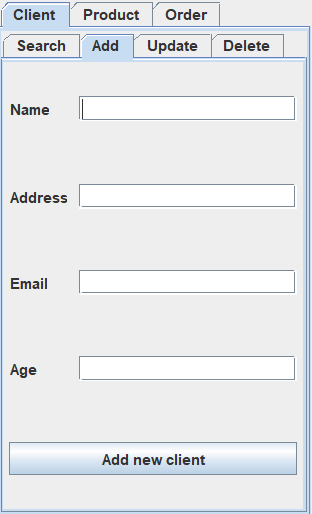 Client Product Order
Search Add Update Delete
Name
Address
Email
Age
Add new client